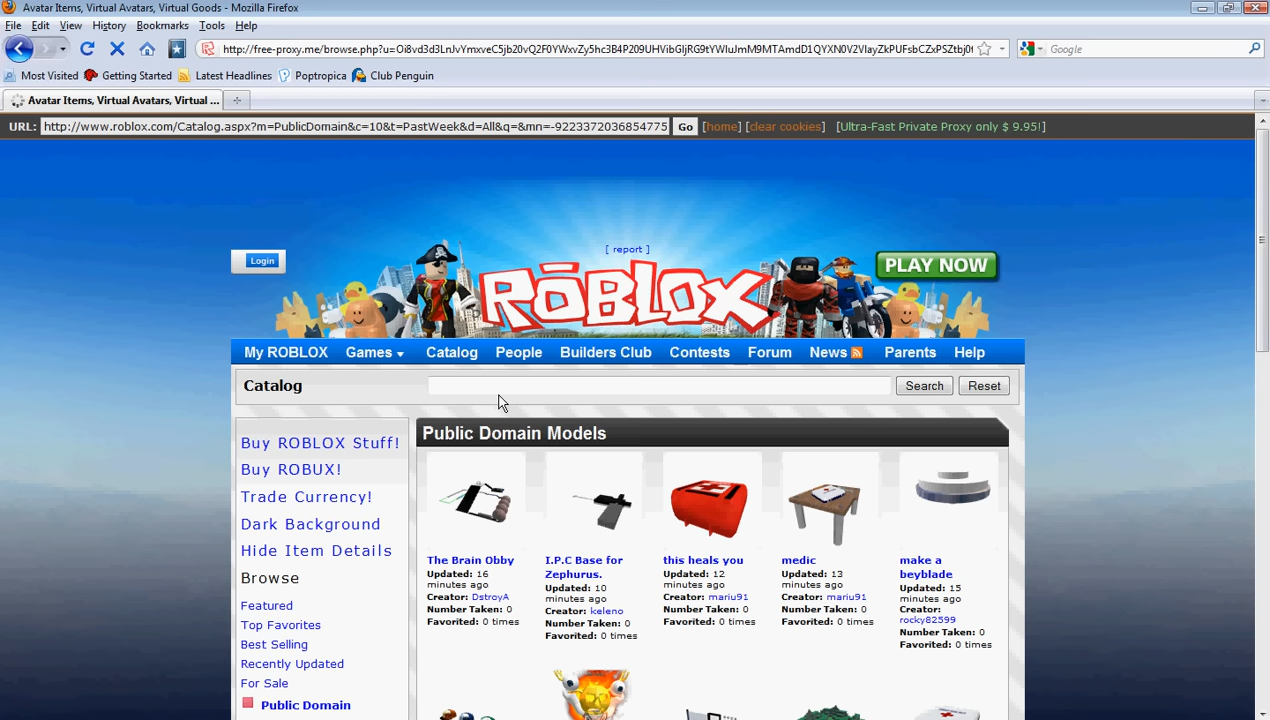 Avatar Items, Virtual Avatars, Virtual Goods - Mozilla Firefox
File Edit View History Bookmarks Tools Help
Google
Most Visited Getting Started Latest Headlines Poptropica Club Penguin
Avatar Items, Virtual Avatars, Virtual ...
URL: http://www.roblox.com/Catalog.aspx?m=PublicDomain&c=10&t=PastWeek&d=All&q=&mn=-9223372036854775 Go [home] [clear cookies] [Ultra-Fast Private Proxy only $ 9.95!]
[ report ]
Login
ROBLOX
PLAY NOW
My ROBLOX Games Catalog People Builders Club Contests Forum News Parents Help
Catalog Search Reset
Buy ROBLOX Stuff!
Buy ROBUX!
Trade Currency!
Dark Background
Hide Item Details
Browse
Featured
Top Favorites
Best Selling
Recently Updated
For Sale
Public Domain
Public Domain Models
The Brain Obby
Updated: 16
minutes ago
Creator: DstroyA
Number Taken: 0
Favorited: 0 times
I.P.C Base for
Zephurus.
Updated: 10
minutes ago
Creator: keleno
Number Taken: 0
Favorited: 0 times
this heals you
Updated: 12
minutes ago
Creator: mariu91
Number Taken: 0
Favorited: 0 times
medic
Updated: 13
minutes ago
Creator: mariu91
Number Taken: 0
Favorited: 0 times
make a
beyblade
Updated: 15
minutes ago
Creator:
rocky82599
Number Taken: 0
Favorited: 0 times